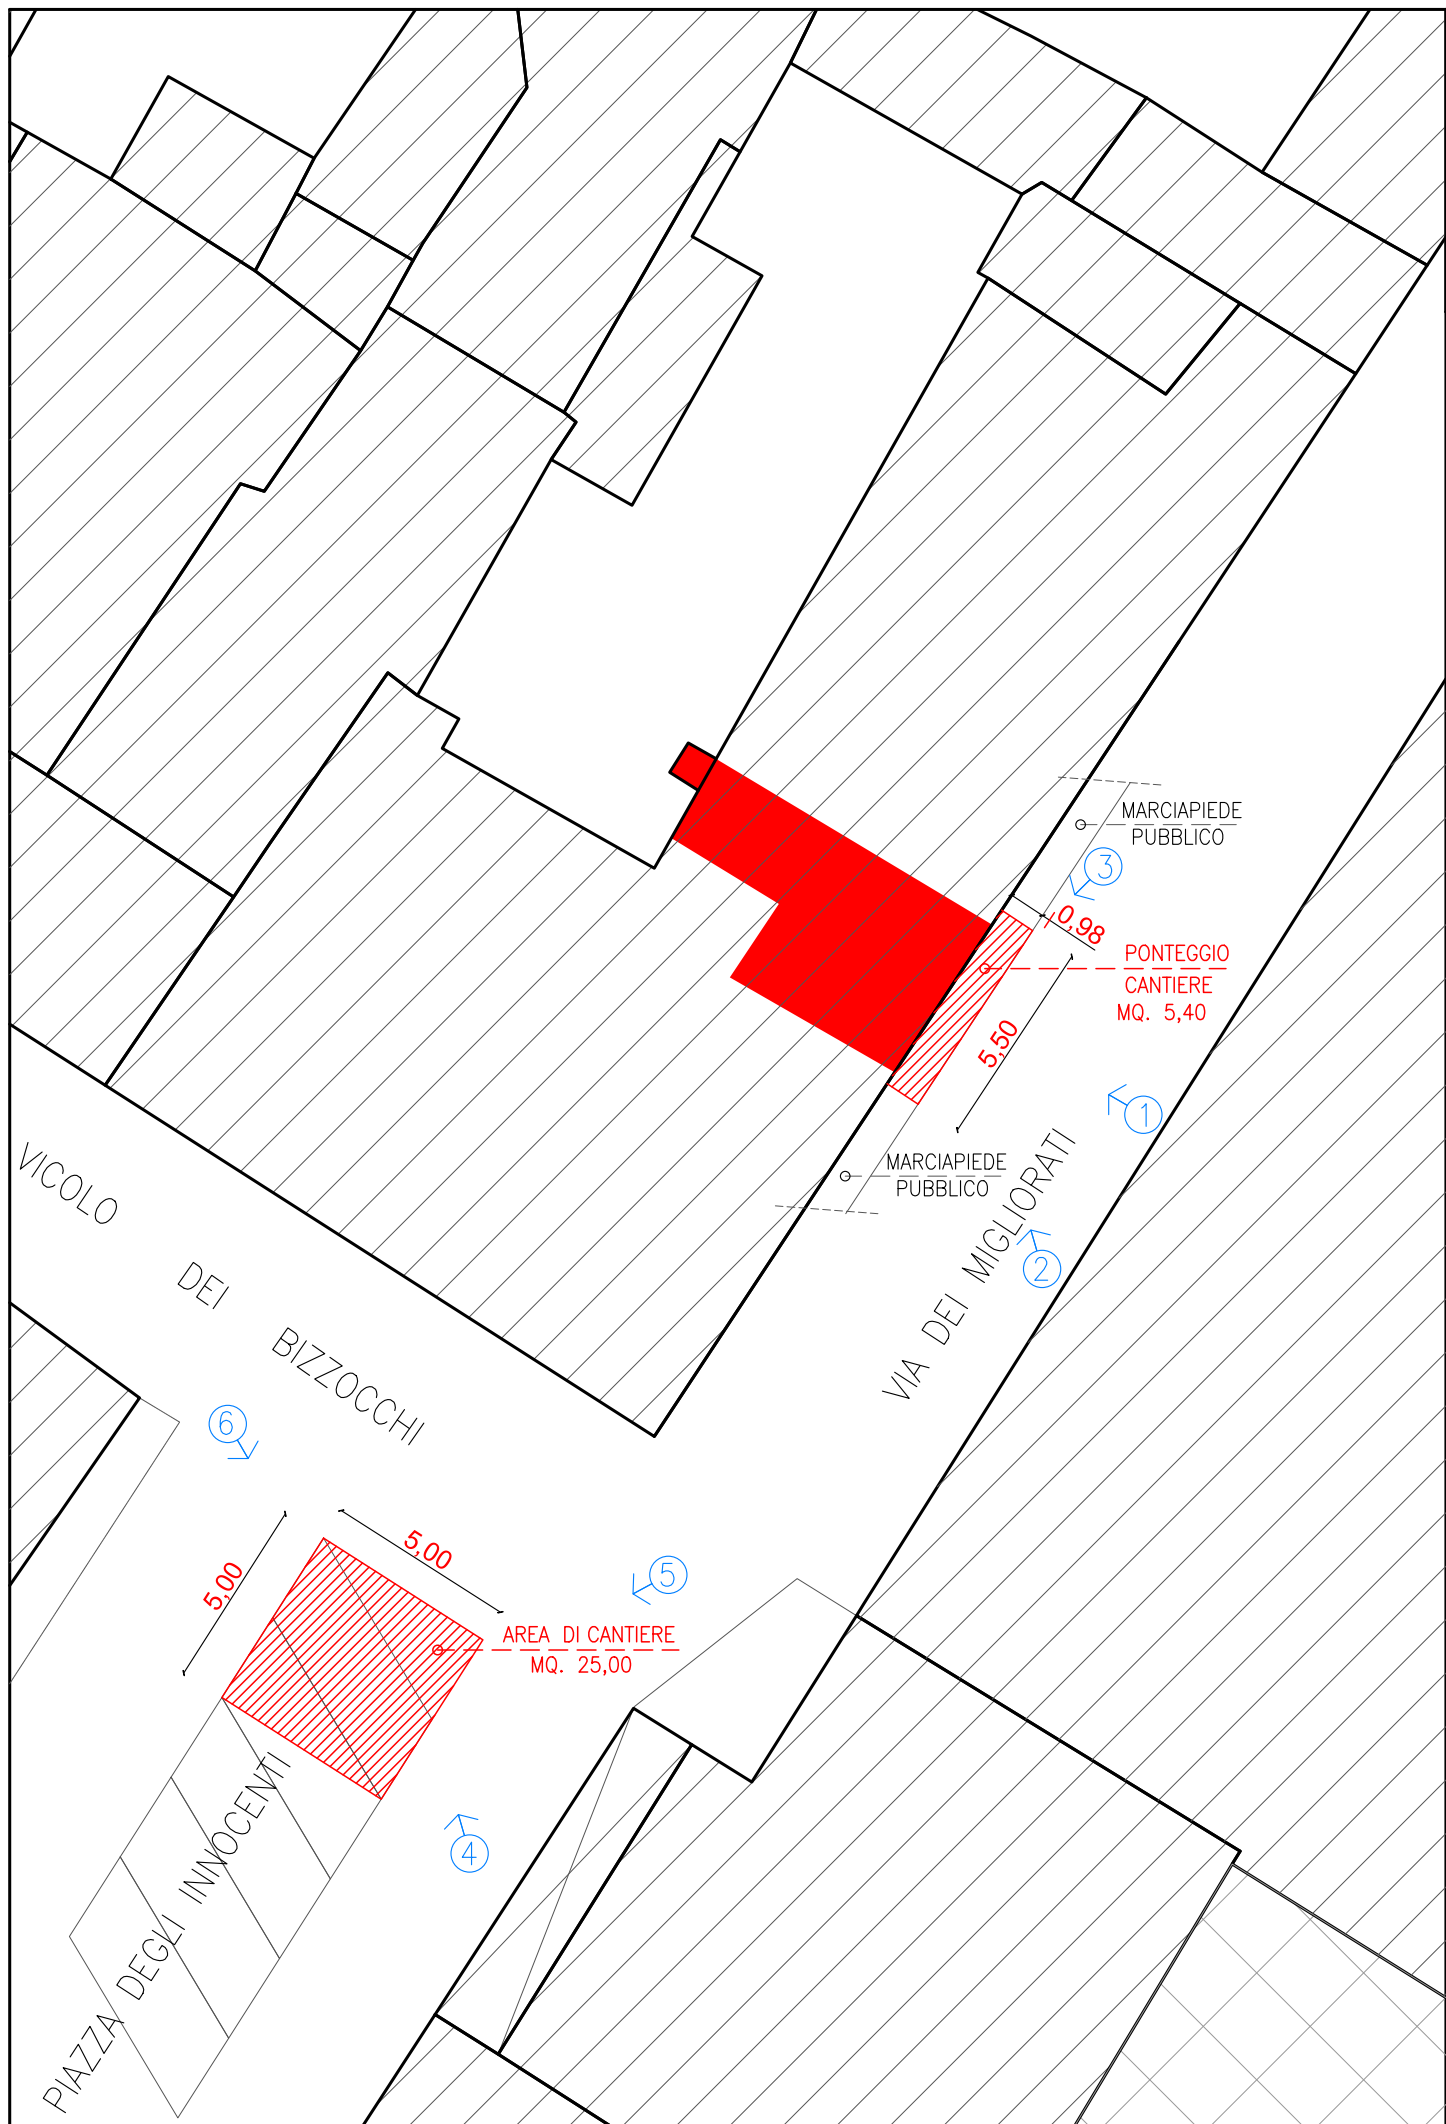 MARCIAPIEDE
PUBBLICO
3
0,98
PONTEGGIO
CANTIERE
MQ. 5,40
5,50
1
MARCIAPIEDE
PUBBLICO
VIA DEI MIGLIORATI
2
VICOLO DEI BIZZOCCHI
6
5,00
5,00
5
AREA DI CANTIERE
MQ. 25,00
4
PIAZZA DEGLI INNOCENTI